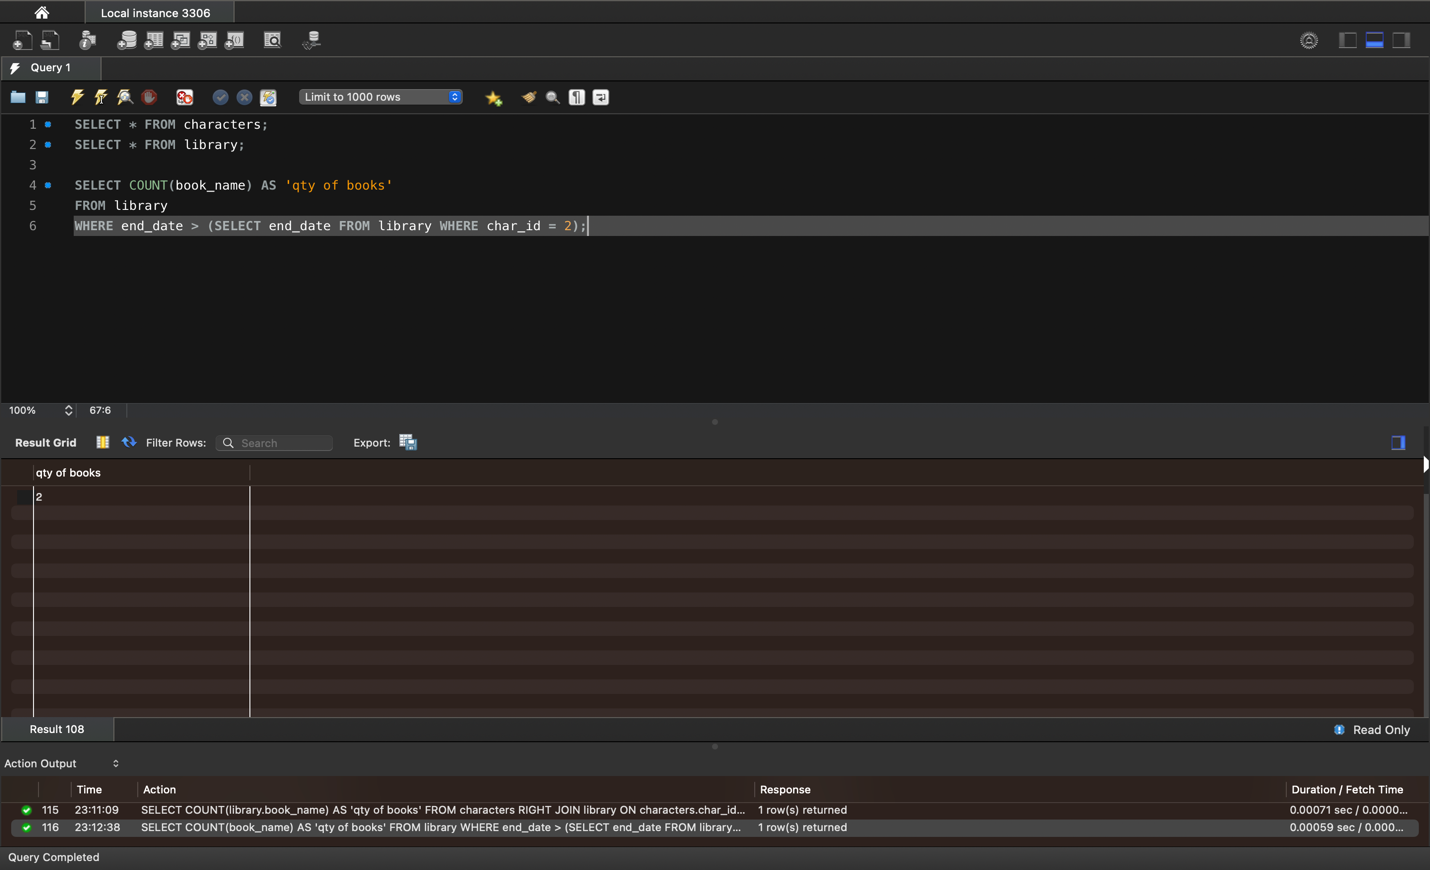 Local instance 3306
Query 1
Limit to 1000 rows
1 SELECT * FROM characters;
2 SELECT * FROM library;
3
4 SELECT COUNT(book_name) AS 'qty of books'
5 FROM library
6 WHERE end_date > (SELECT end_date FROM library WHERE char_id = 2);
100% 67:6
Result Grid Filter Rows: Search Export:
qty of books
2
Result 108 Read Only
Action Output
Time Action Response Duration / Fetch Time
115 23:11:09 SELECT COUNT(library.book_name) AS 'qty of books' FROM characters RIGHT JOIN library ON characters.char_id... 1 row(s) returned 0.00071 sec / 0.0000...
116 23:12:38 SELECT COUNT(book_name) AS 'qty of books' FROM library WHERE end_date > (SELECT end_date FROM library... 1 row(s) returned 0.00059 sec / 0.000...
Query Completed